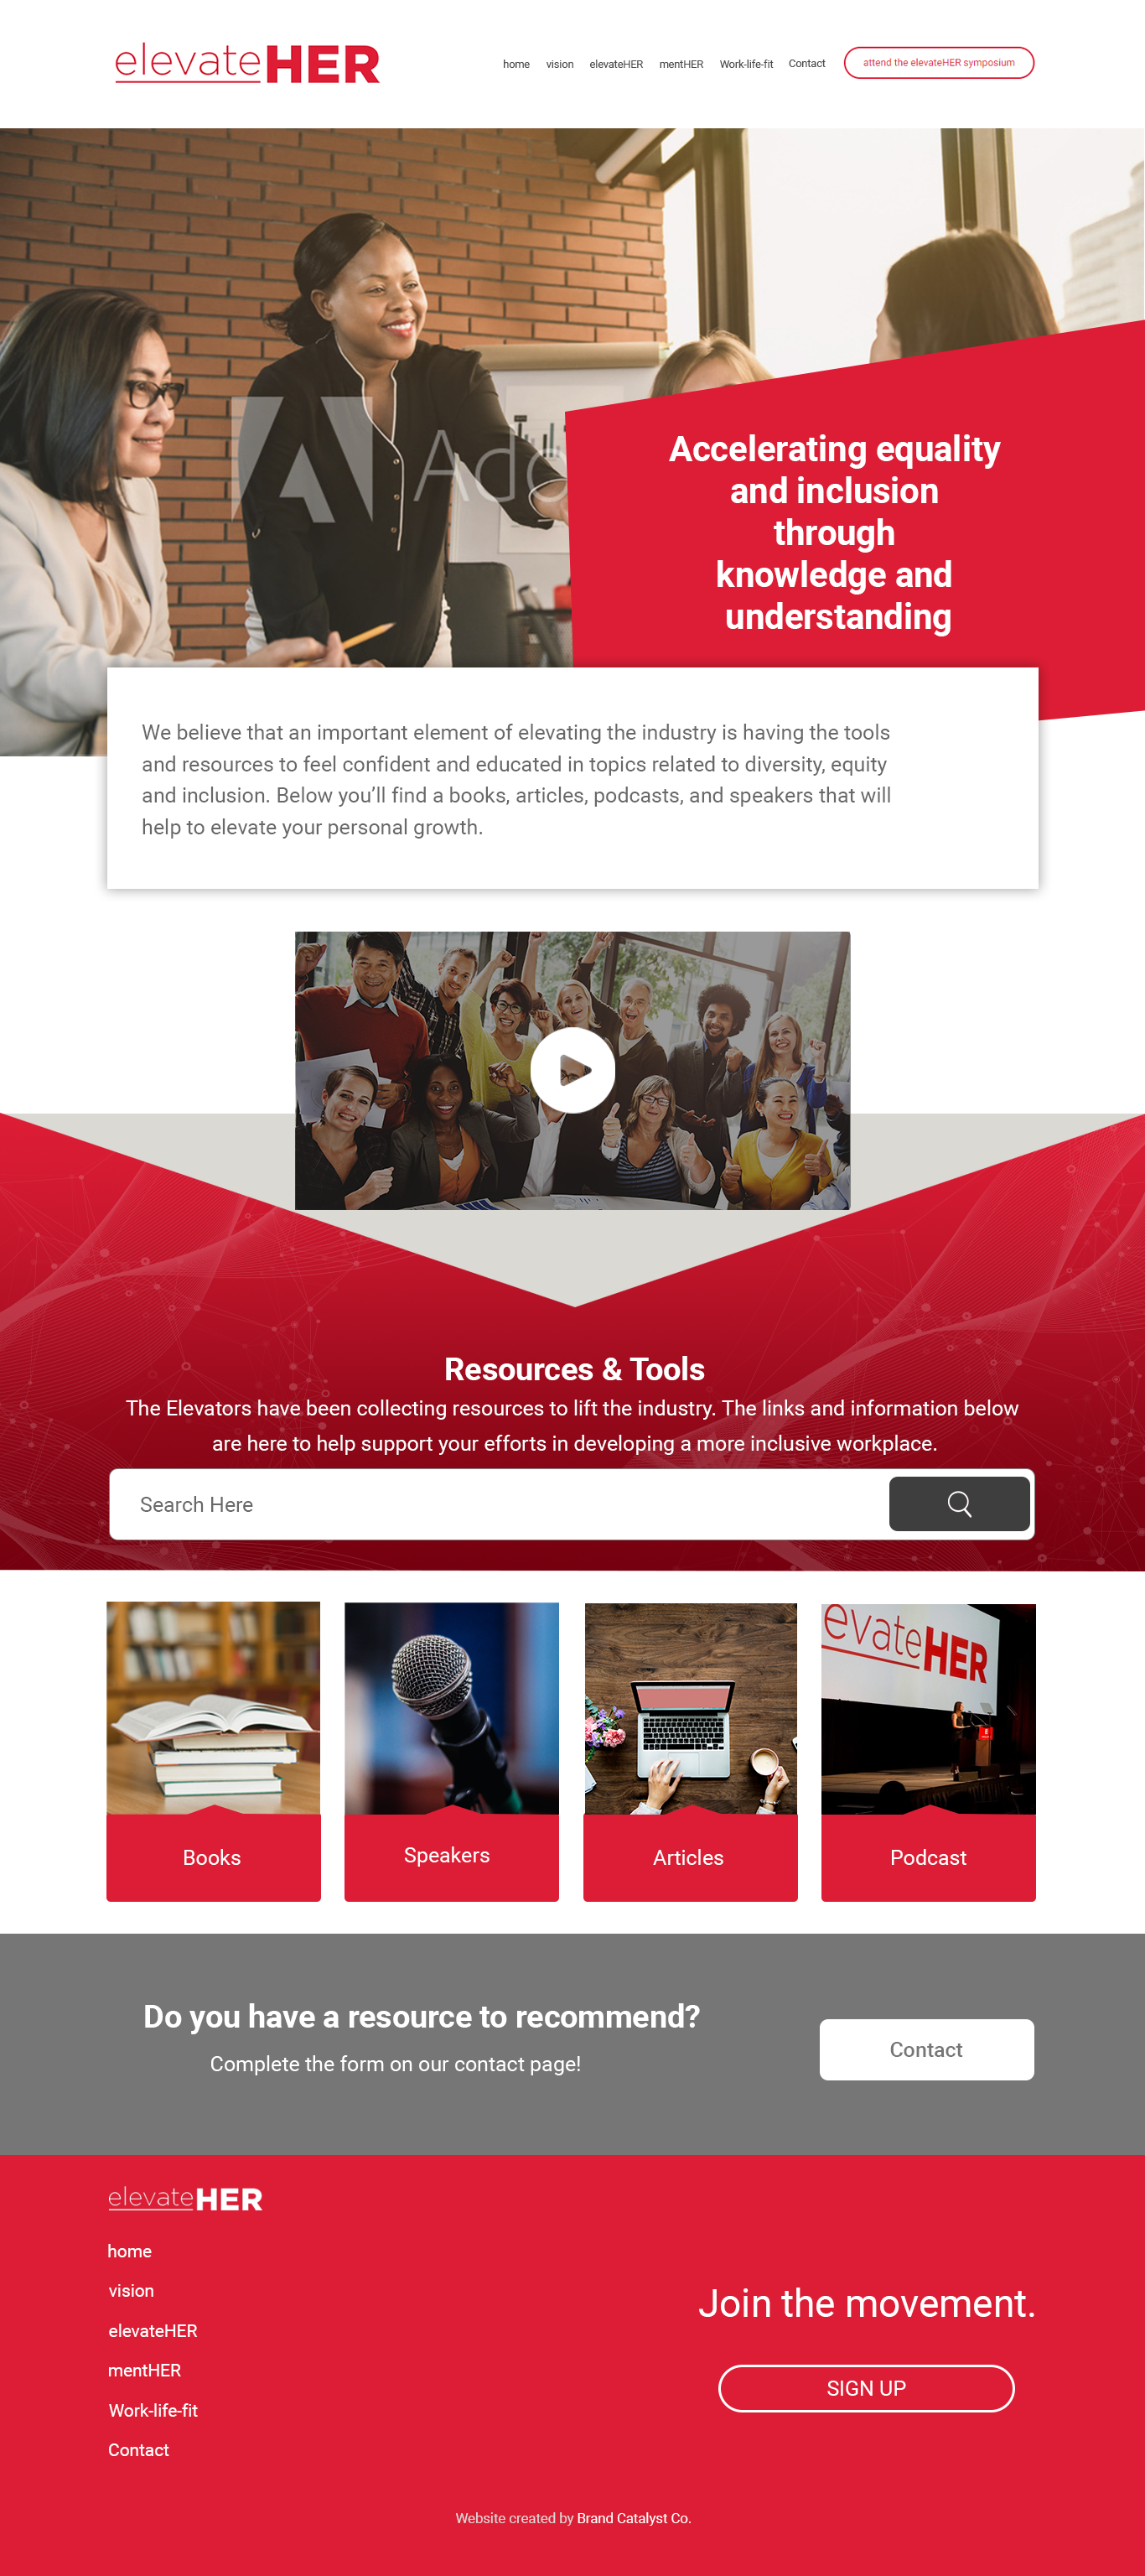 elevateHER
home vision elevateHER mentHER Work-life-fit Contact attend the elevateHER symposium
Accelerating equality
and inclusion
through
knowledge and
understanding
We believe that an important element of elevating the industry is having the tools
and resources to feel confident and educated in topics related to diversity, equity
and inclusion. Below you’ll find a books, articles, podcasts, and speakers that will
help to elevate your personal growth.
Resources & Tools
The Elevators have been collecting resources to lift the industry. The links and information below
are here to help support your efforts in developing a more inclusive workplace.
Search Here
evateHER
Books Speakers Articles Podcast
Do you have a resource to recommend?
Complete the form on our contact page!
Contact
elevateHER
home
vision
elevateHER
mentHER
Work-life-fit
Contact
Join the movement.
SIGN UP
Website created by Brand Catalyst Co.